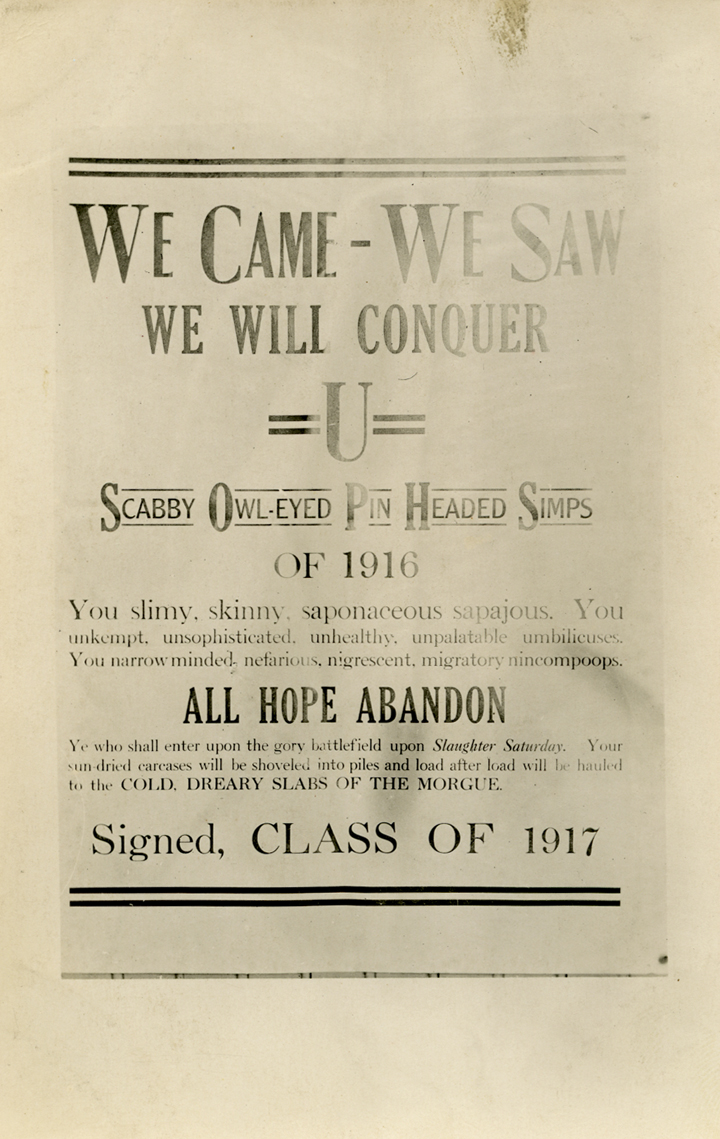 WE CAME - WE SAW
WE WILL CONQUER
=U=
SCABBY OWL-EYED PIN HEADED SIMPS
OF 1916
You slimy, skinny, saponaceous sapajous. You
unkempt, unsophisticated, unhealthy, unpalatable umbilicuses.
You narrow minded- nefarious, nigrescent, migratory nincompoops.
ALL HOPE ABANDON
Ye who shall enter upon the gory battlefield upon Slaughter Saturday. Your
sun-dried carcases will be shoveled into piles and load after load will be hauled
to the COLD, DREARY SLABS OF THE MORGUE.
Signed, CLASS OF 1917